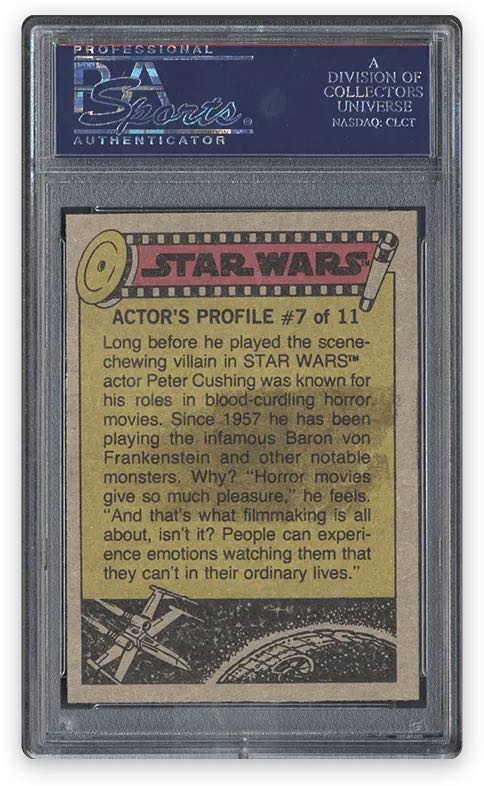 PROFESSIONAL
PSA
Sports®
AUTHENTICATOR
A
DIVISION OF
COLLECTORS
UNIVERSE
NASDAQ: CLCT
STAR WARS™
ACTOR'S PROFILE #7 of 11
Long before he played the scene-
chewing villain in STAR WARS™
actor Peter Cushing was known for
his roles in blood-curdling horror
movies. Since 1957 he has been
playing the infamous Baron von
Frankenstein and other notable
monsters. Why? "Horror movies
give so much pleasure," he feels.
"And that's what filmmaking is all
about, isn't it? People can experi-
ence emotions watching them that
they can't in their ordinary lives."